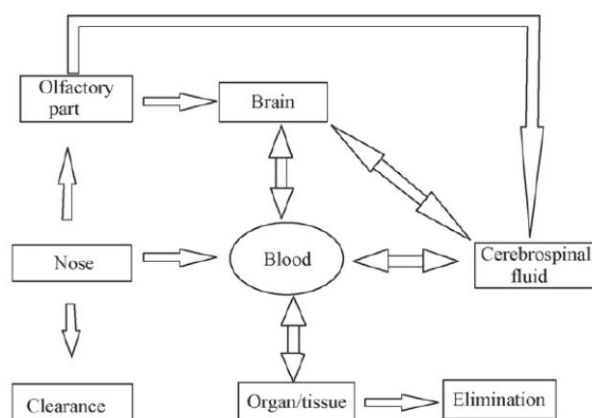 Olfactory
part
Brain
Nose
Blood
Cerebrospinal
fluid
Clearance
Organ/tissue
Elimination